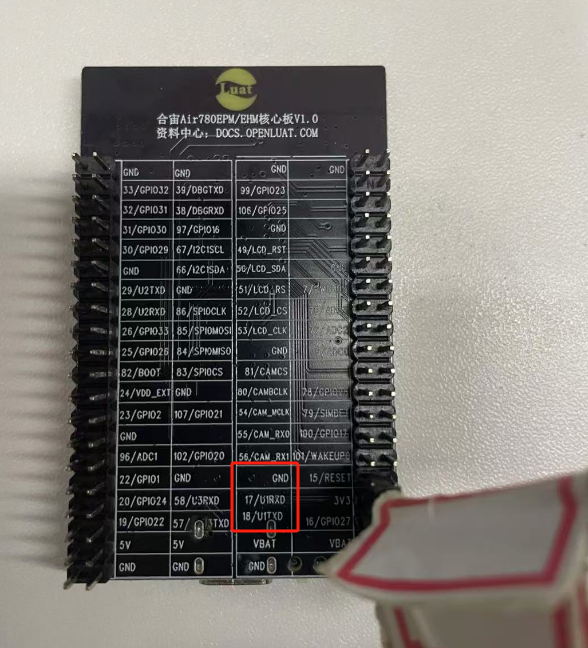 Luat
合宙Air780EPM/EHM核心板V1.0
资料中心：DOCS.OPENLUAT.COM
GND GND GND GND
33/GPIO32 39/DBGTXD 99/GPIO23
32/GPIO31 38/DBGRXD 106/GPIO25
31/GPIO30 97/GPIO16 GND
30/GPIO29 67/I2C1SCL 49/LCD_RST
GND 66/I2C1SDA 50/LCD_SDA
29/U2TXD GND 51/LCD_RS
28/U2RXD 86/SPI0CLK 52/LCD_CS
26/GPIO33 85/SPI0MOSI 53/LCD_CLK
25/GPIO26 84/SPI0MISO GND
82/BOOT 83/SPI0CS 81/CAMCS
24/VDD_EXT GND 80/CAMBCLK
23/GPIO2 107/GPIO21 54/CAM_MCLK
GND 55/CAM_RX0
96/ADC1 102/GPIO20 56/CAM_RX1 101/WAKEUP0
22/GPIO1 GND GND 15/RESET
20/GPIO24 58/U3RXD 17/U1RXD 3V3
19/GPIO22 18/U1TXD 16/GPIO27
5V 5V VBAT
GND GND GND